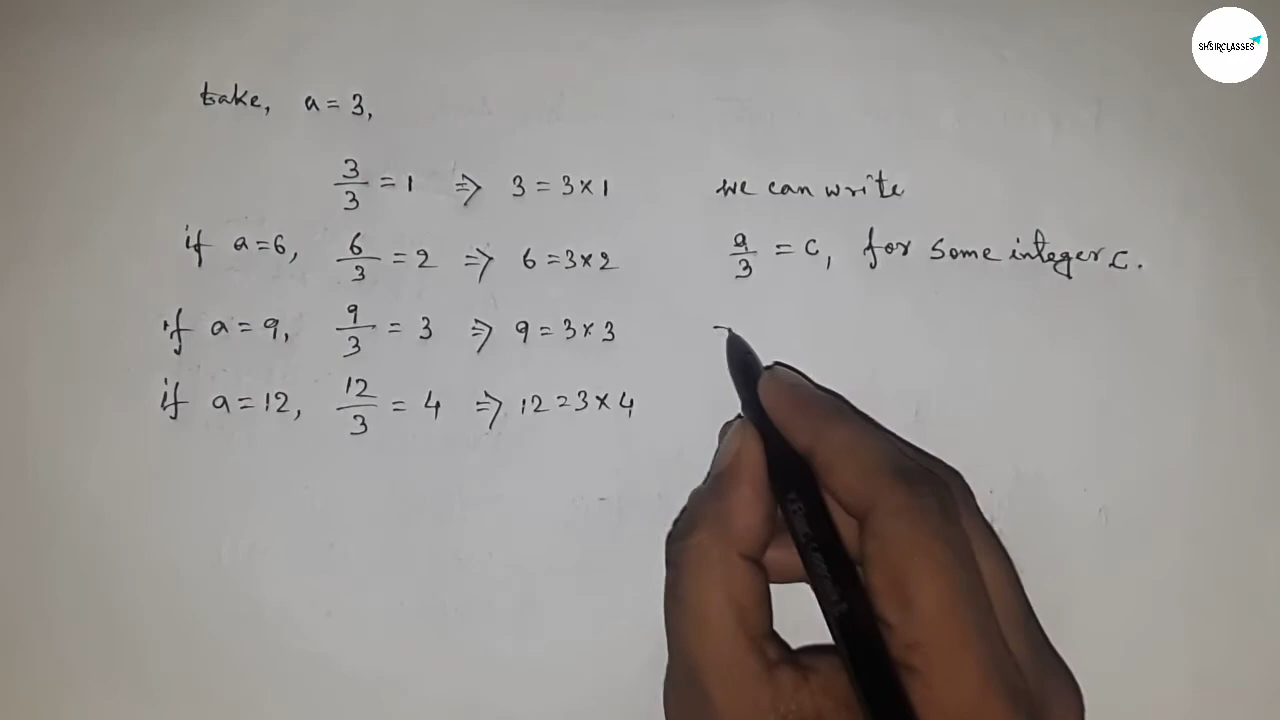 SHSIRCLASSES
take, a = 3,
3/3 = 1 ⇒ 3 = 3×1
if a=6, 6/3 = 2 ⇒ 6 = 3×2
if a = 9, 9/3 = 3 ⇒ 9 = 3×3
if a = 12, 12/3 = 4 ⇒ 12 = 3×4
we can write
a/3 = c, for some integer c.